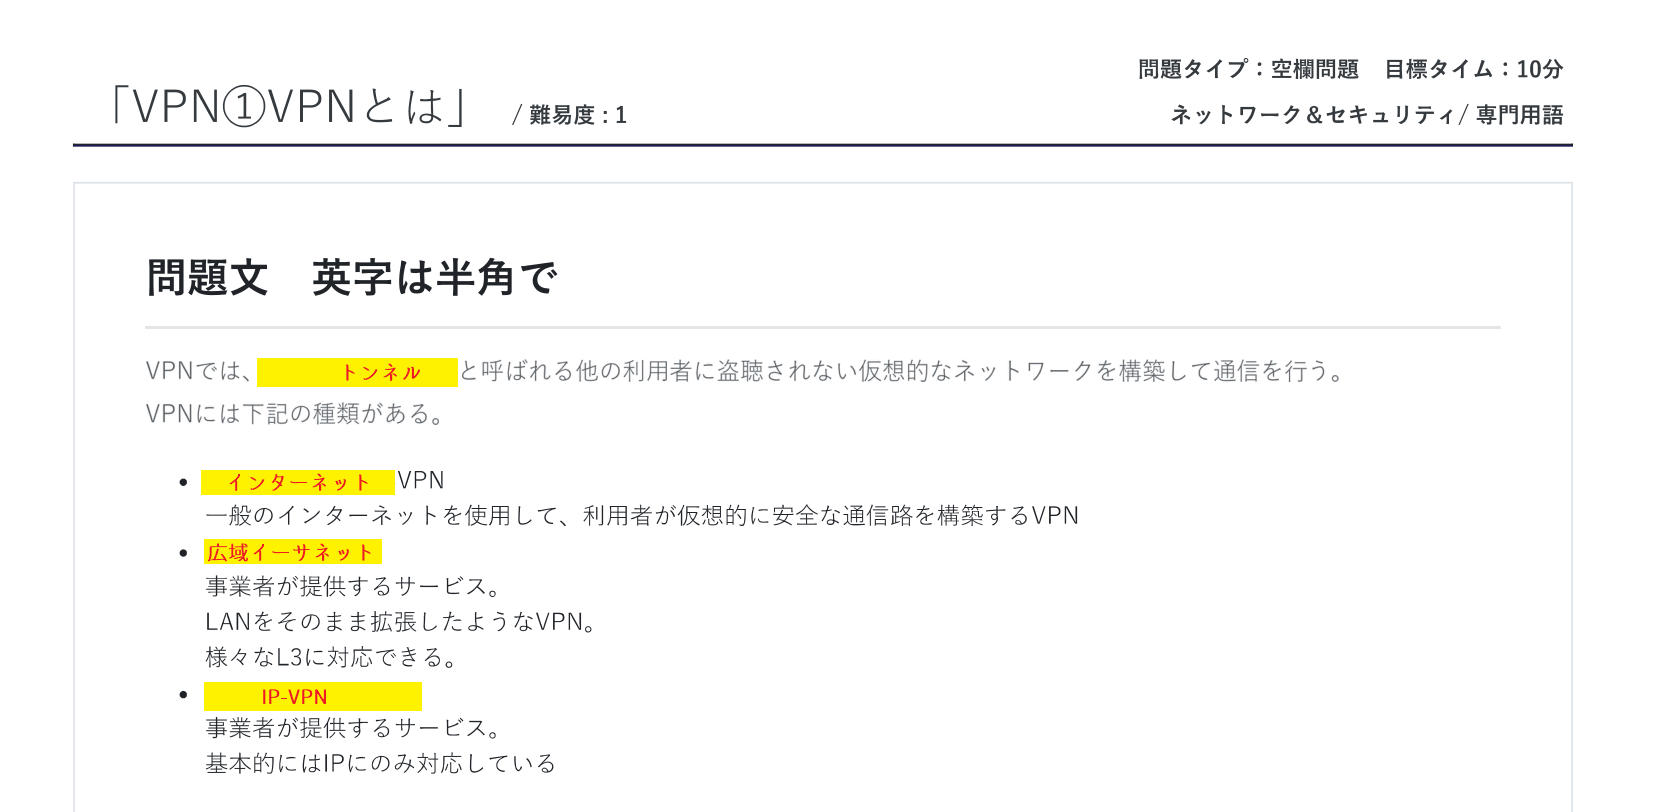 「VPN①VPNとは」 / 難易度 : 1
問題タイプ：空欄問題　目標タイム：10分
ネットワーク＆セキュリティ/ 専門用語
問題文　英字は半角で
VPNでは、トンネルと呼ばれる他の利用者に盗聴されない仮想的なネットワークを構築して通信を行う。
VPNには下記の種類がある。
• インターネットVPN
一般のインターネットを使用して、利用者が仮想的に安全な通信路を構築するVPN
• 広域イーサネット
事業者が提供するサービス。
LANをそのまま拡張したようなVPN。
様々なL3に対応できる。
• IP-VPN
事業者が提供するサービス。
基本的にはIPにのみ対応している